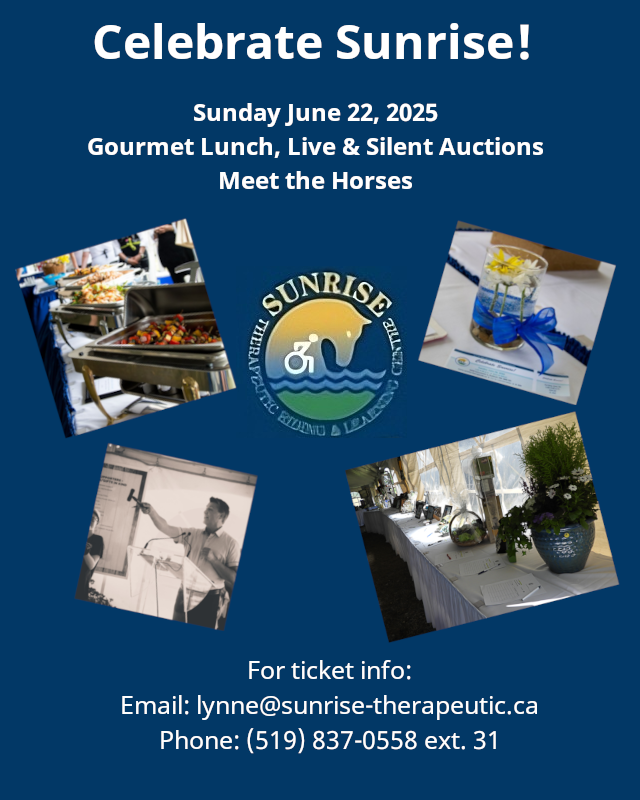 Celebrate Sunrise!
Sunday June 22, 2025
Gourmet Lunch, Live & Silent Auctions
Meet the Horses
SUNRISE
THERAPEUTIC RIDING & LEARNING CENTRE
For ticket info:
Email: lynne@sunrise-therapeutic.ca
Phone: (519) 837-0558 ext. 31